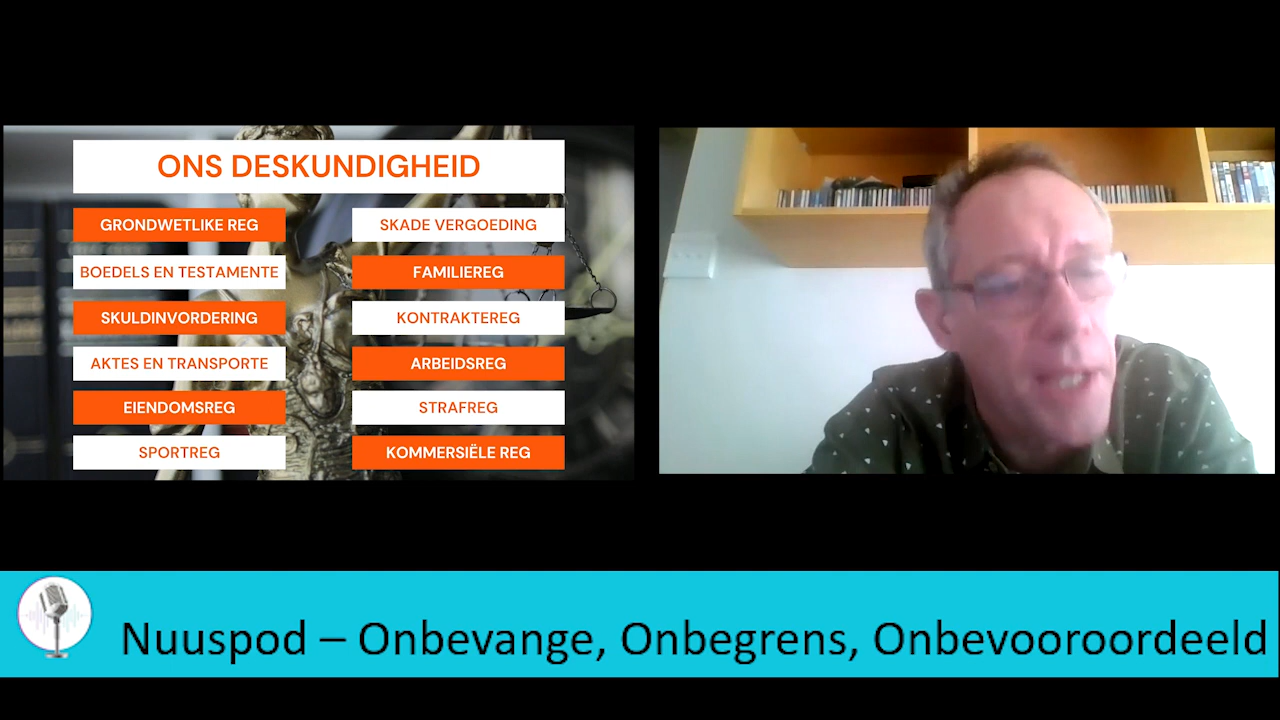 ONS DESKUNDIGHEID
GRONDWETLIKE REG
SKADE VERGOEDING
BOEDELS EN TESTAMENTE
FAMILIEREG
SKULDINVORDERING
KONTRAKTEREG
AKTES EN TRANSPORTE
ARBEIDSREG
EIENDOMSREG
STRAFREG
SPORTREG
KOMMERSIËLE REG
Nuuspod – Onbevange, Onbegrens, Onbevooroordeeld